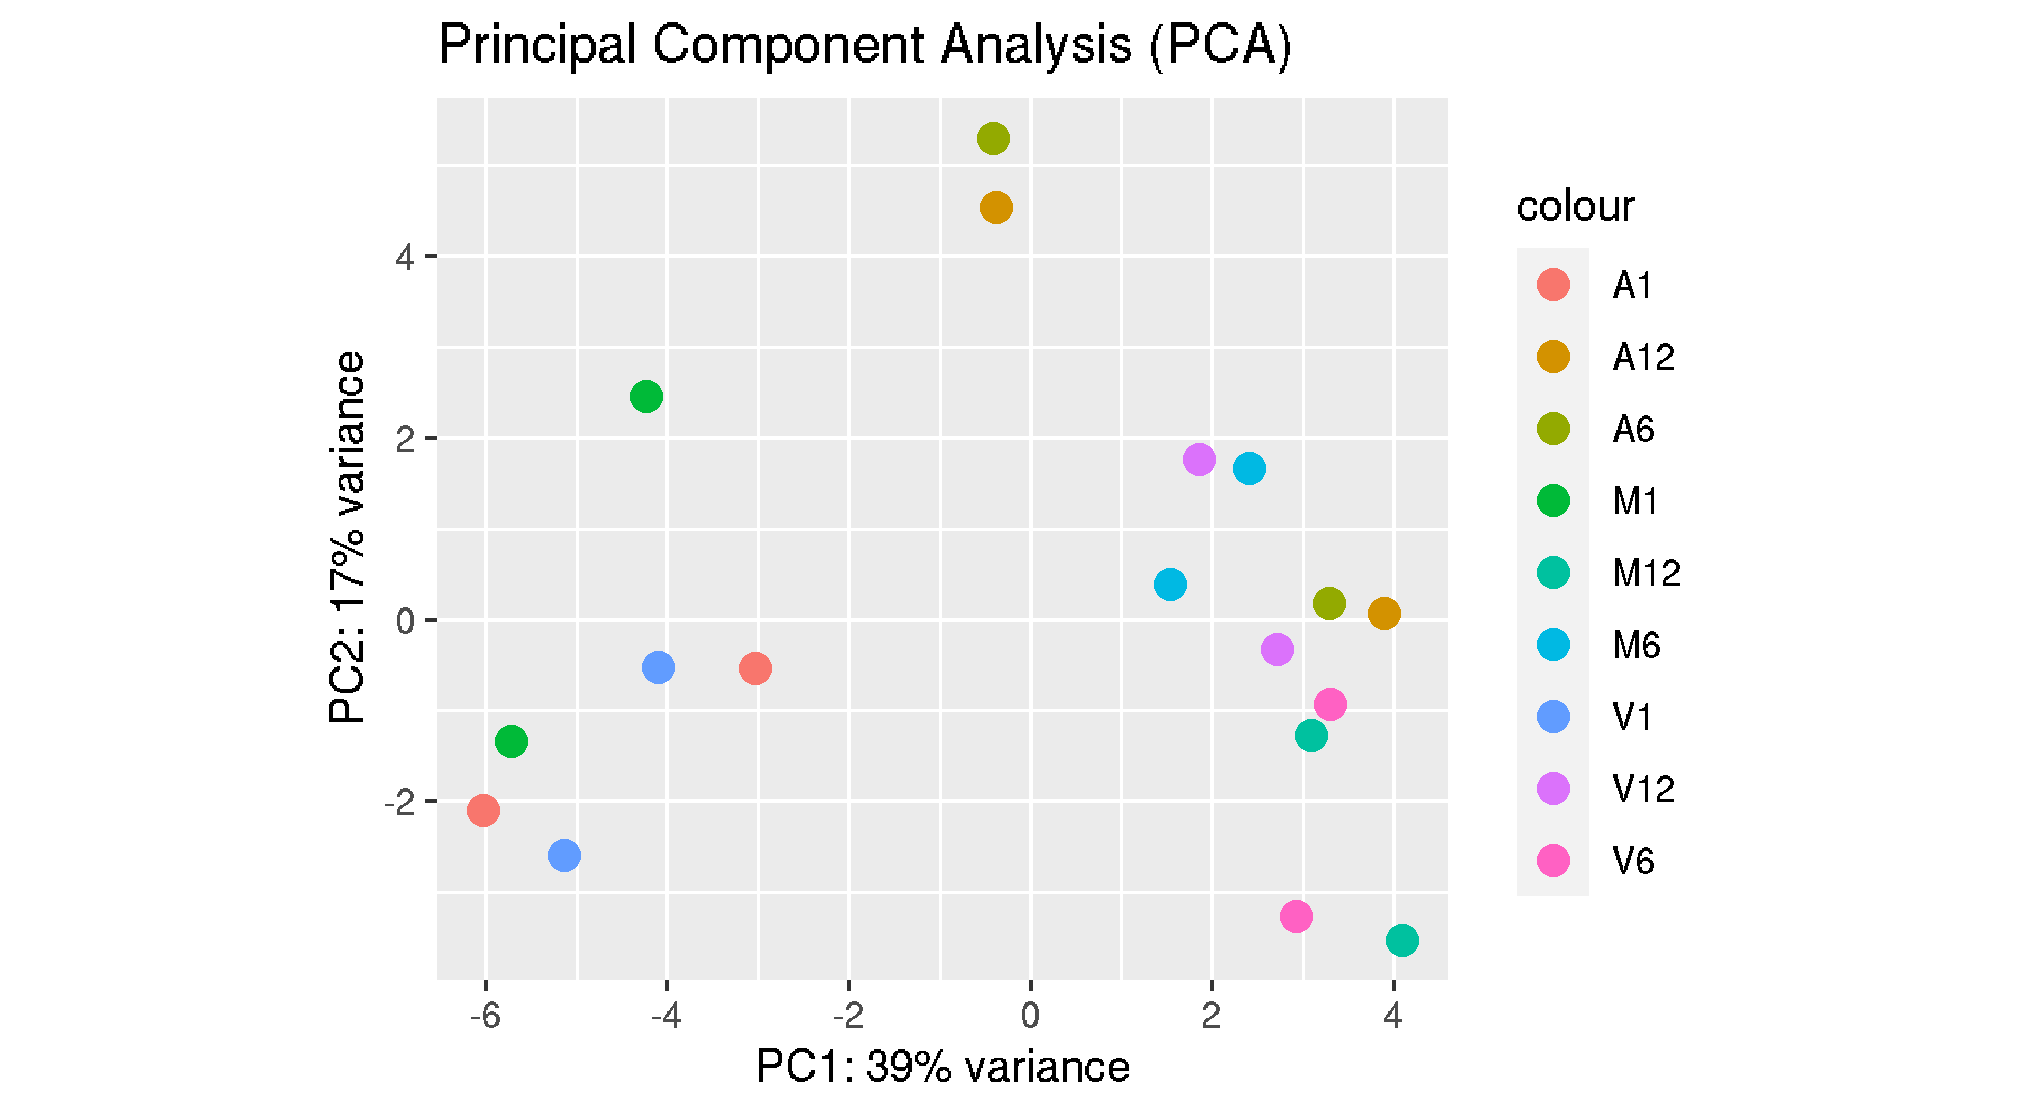 Principal Component Analysis (PCA)
PC2: 17% variance
4
2
0
-2
-6
-4
-2
0
2
4
PC1: 39% variance
colour
A1
A12
A6
M1
M12
M6
V1
V12
V6